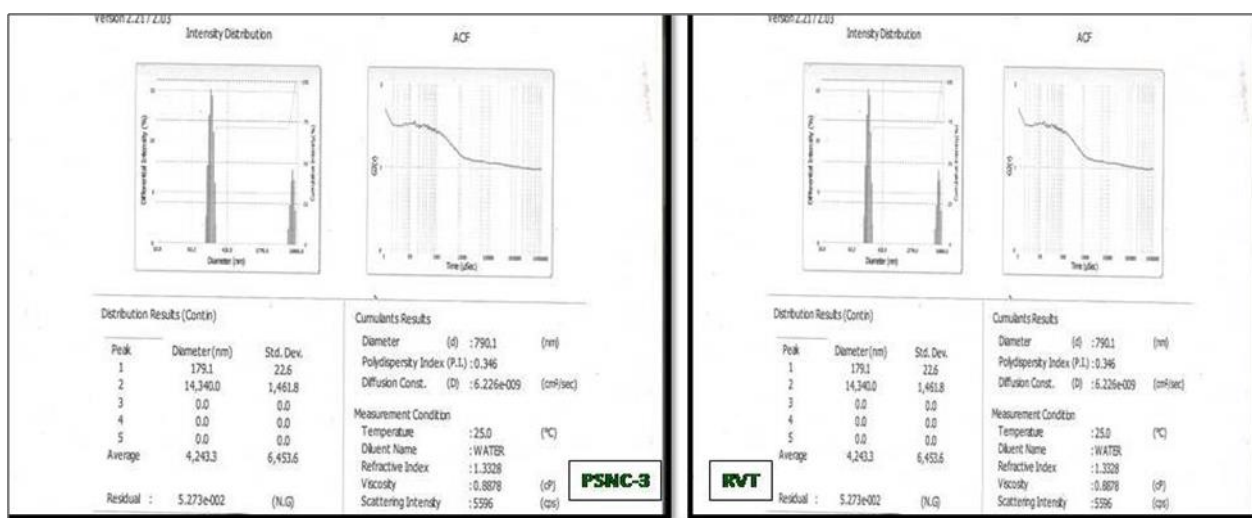 Version 2.21 / 2.03
Intensity Distribution
ACF
Differential Intensity (%)
Cumulative Intensity (%)
Diameter (nm)
G2(τ)
Time (μSec)
Distribution Results (Contin)
Peak Diameter (nm) Std. Dev.
1 179.1 22.6
2 14,340.0 1,461.8
3 0.0 0.0
4 0.0 0.0
5 0.0 0.0
Average 4,243.3 6,453.6
Residual : 5.273e-002 (N.G)
Cumulants Results
Diameter (d) : 790.1 (nm)
Polydispersity Index (P.I.) : 0.346
Diffusion Const. (D) : 6.226e-009 (cm²/sec)
Measurement Condition
Temperature : 25.0 (°C)
Diluent Name : WATER
Refractive Index : 1.3328
Viscosity : 0.8878 (cP)
Scattering Intensity : 5596 (cps)
PSNC-3
Version 2.21 / 2.03
Intensity Distribution
ACF
Differential Intensity (%)
Cumulative Intensity (%)
Diameter (nm)
G2(τ)
Time (μSec)
Distribution Results (Contin)
Peak Diameter (nm) Std. Dev.
1 179.1 22.6
2 14,340.0 1,461.8
3 0.0 0.0
4 0.0 0.0
5 0.0 0.0
Average 4,243.3 6,453.6
Residual : 5.273e-002 (N.G)
Cumulants Results
Diameter (d) : 790.1 (nm)
Polydispersity Index (P.I.) : 0.346
Diffusion Const. (D) : 6.226e-009 (cm²/sec)
Measurement Condition
Temperature : 25.0 (°C)
Diluent Name : WATER
Refractive Index : 1.3328
Viscosity : 0.8878 (cP)
Scattering Intensity : 5596 (cps)
RVT